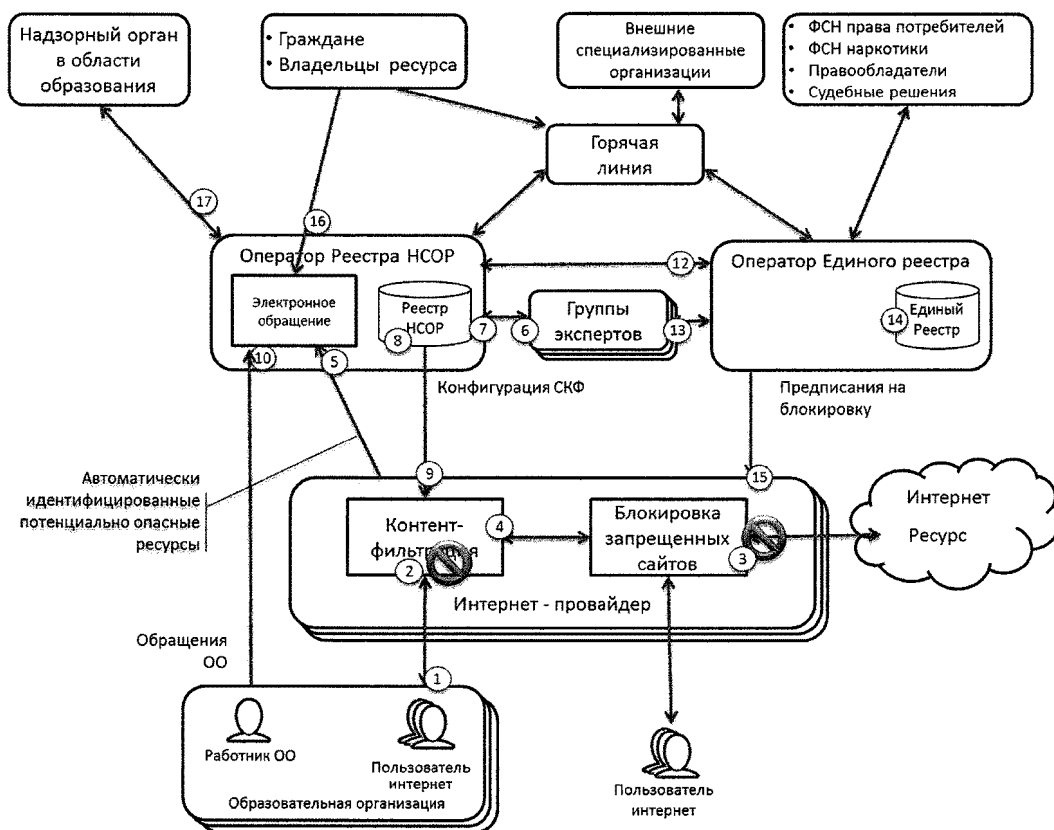 Надзорный орган
в области
образования
• Граждане
• Владельцы ресурса
Внешние
специализированные
организации
• ФСН права потребителей
• ФСН наркотики
• Правообладатели
• Судебные решения
Горячая
линия
17
16
Оператор Реестра НСОР
12
Оператор Единого реестра
Электронное
обращение
Реестр
НСОР
8
7
6
Группы
экспертов
13
14
Единый
Реестр
10
5
Конфигурация СКФ
Предписания на
блокировку
Автоматически
идентифицированные
потенциально опасные
ресурсы
9
15
Контент-
фильтрация
2
4
Блокировка
запрещенных
сайтов
3
Интернет
Ресурс
Интернет - провайдер
Обращения
ОО
1
Работник ОО
Пользователь
интернет
Образовательная организация
Пользователь
интернет